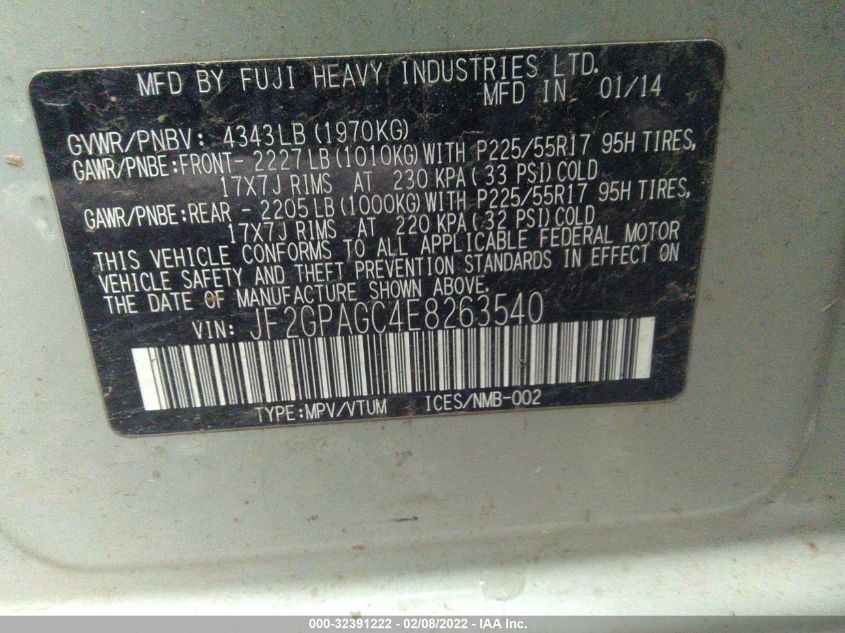 MFD BY FUJI HEAVY INDUSTRIES LTD.
MFD IN 01/14
GVWR/PNBV: 4343LB (1970KG)
GAWR/PNBE:FRONT- 2227LB (1010KG)WITH P225/55R17 95H TIRES,
17X7J RIMS AT 230 KPA(33 PSI)COLD
GAWR/PNBE:REAR - 2205LB(1000KG)WITH P225/55R17 95H TIRES,
17X7J RIMS AT 220 KPA(32 PSI)COLD
THIS VEHICLE CONFORMS TO ALL APPLICABLE FEDERAL MOTOR
VEHICLE SAFETY AND THEFT PREVENTION STANDARDS IN EFFECT ON
THE DATE OF MANUFACTURE SHOWN ABOVE.
VIN: JF2GPAGC4E8263540
TYPE:MPV/VTUM ICES/NMB-002
000-32391222 - 02/08/2022 - IAA Inc.